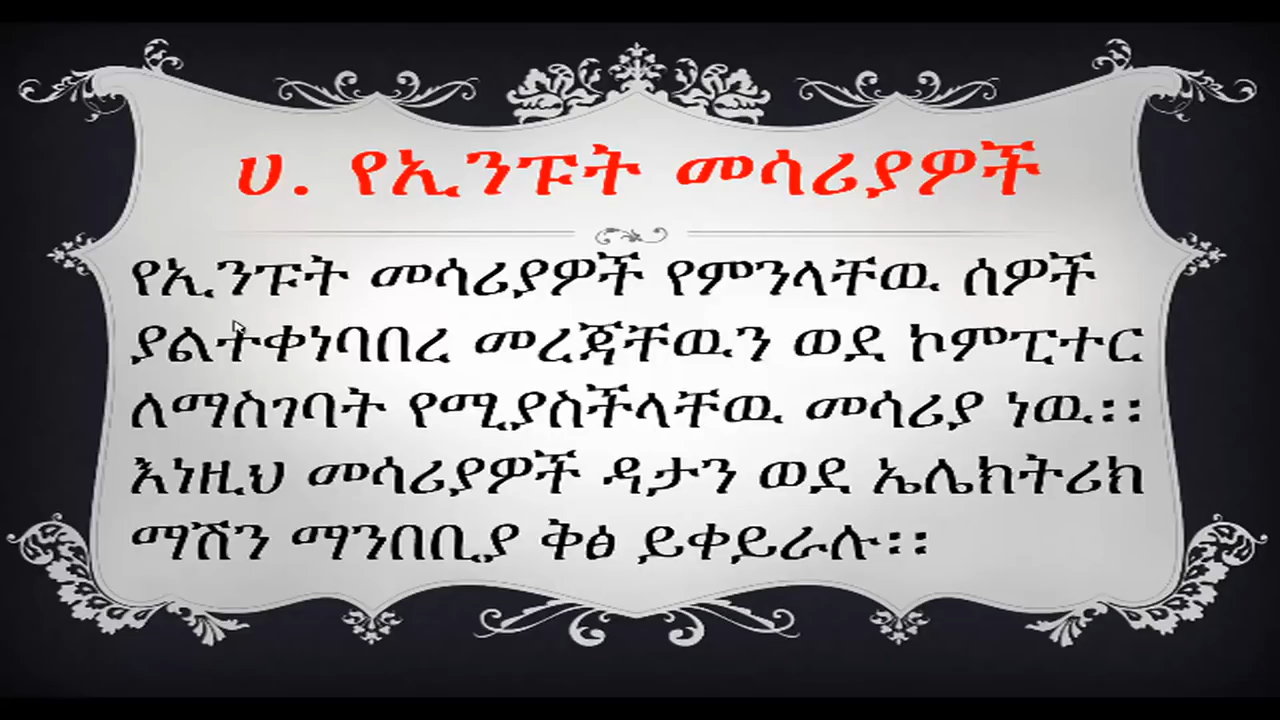 ሀ. የኢንፑት መሳሪያዎች
የኢንፑት መሳሪያዎች የምንላቸዉ ሰዎች
ያልተቀነባበረ መረጃቸዉን ወደ ኮምፒተር
ለማስገባት የሚያስችላቸዉ መሳሪያ ነዉ፡፡
እነዚህ መሳሪያዎች ዳታን ወደ ኤሌክትሪክ
ማሽን ማንበቢያ ቅፅ ይቀይራሉ፡፡